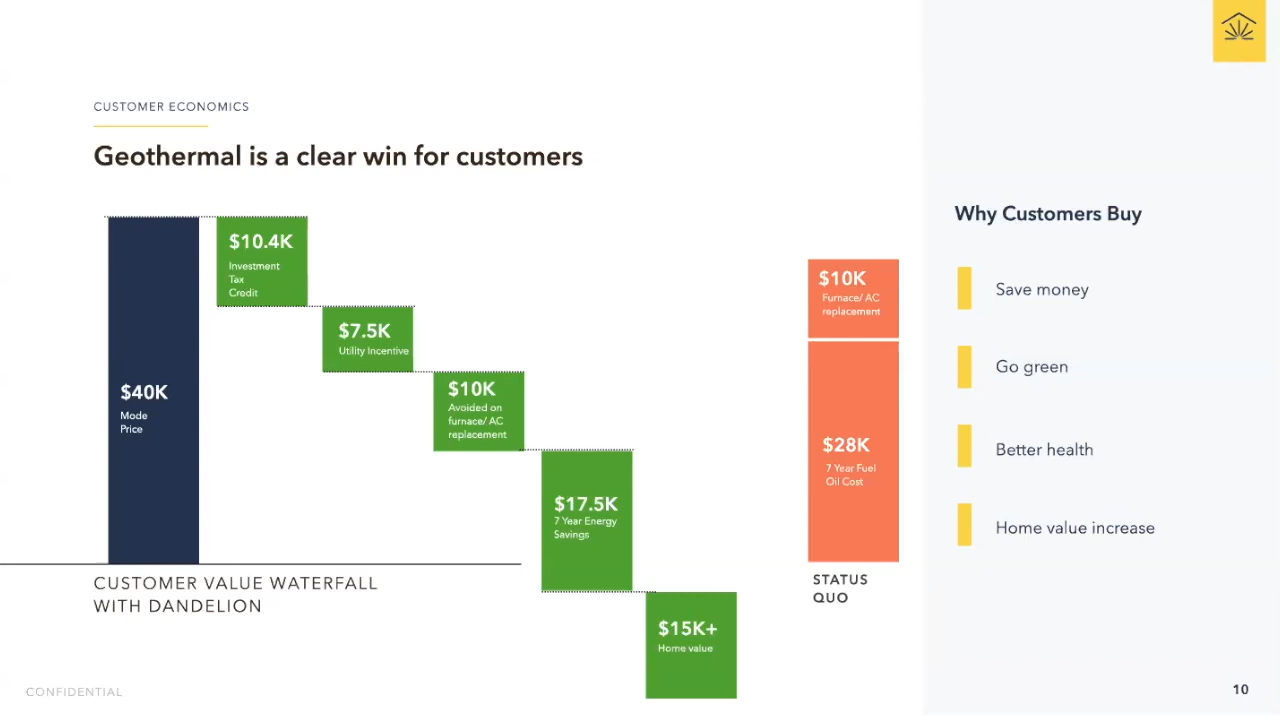 CUSTOMER ECONOMICS
Geothermal is a clear win for customers
$40K
Mode
Price
$10.4K
Investment
Tax
Credit
$7.5K
Utility Incentive
$10K
Avoided on
furnace/ AC
replacement
$17.5K
7 Year Energy
Savings
$15K+
Home value
CUSTOMER VALUE WATERFALL
WITH DANDELION
$10K
Furnace/ AC
replacement
$28K
7 Year Fuel
Oil Cost
STATUS
QUO
Why Customers Buy
Save money
Go green
Better health
Home value increase
CONFIDENTIAL
10